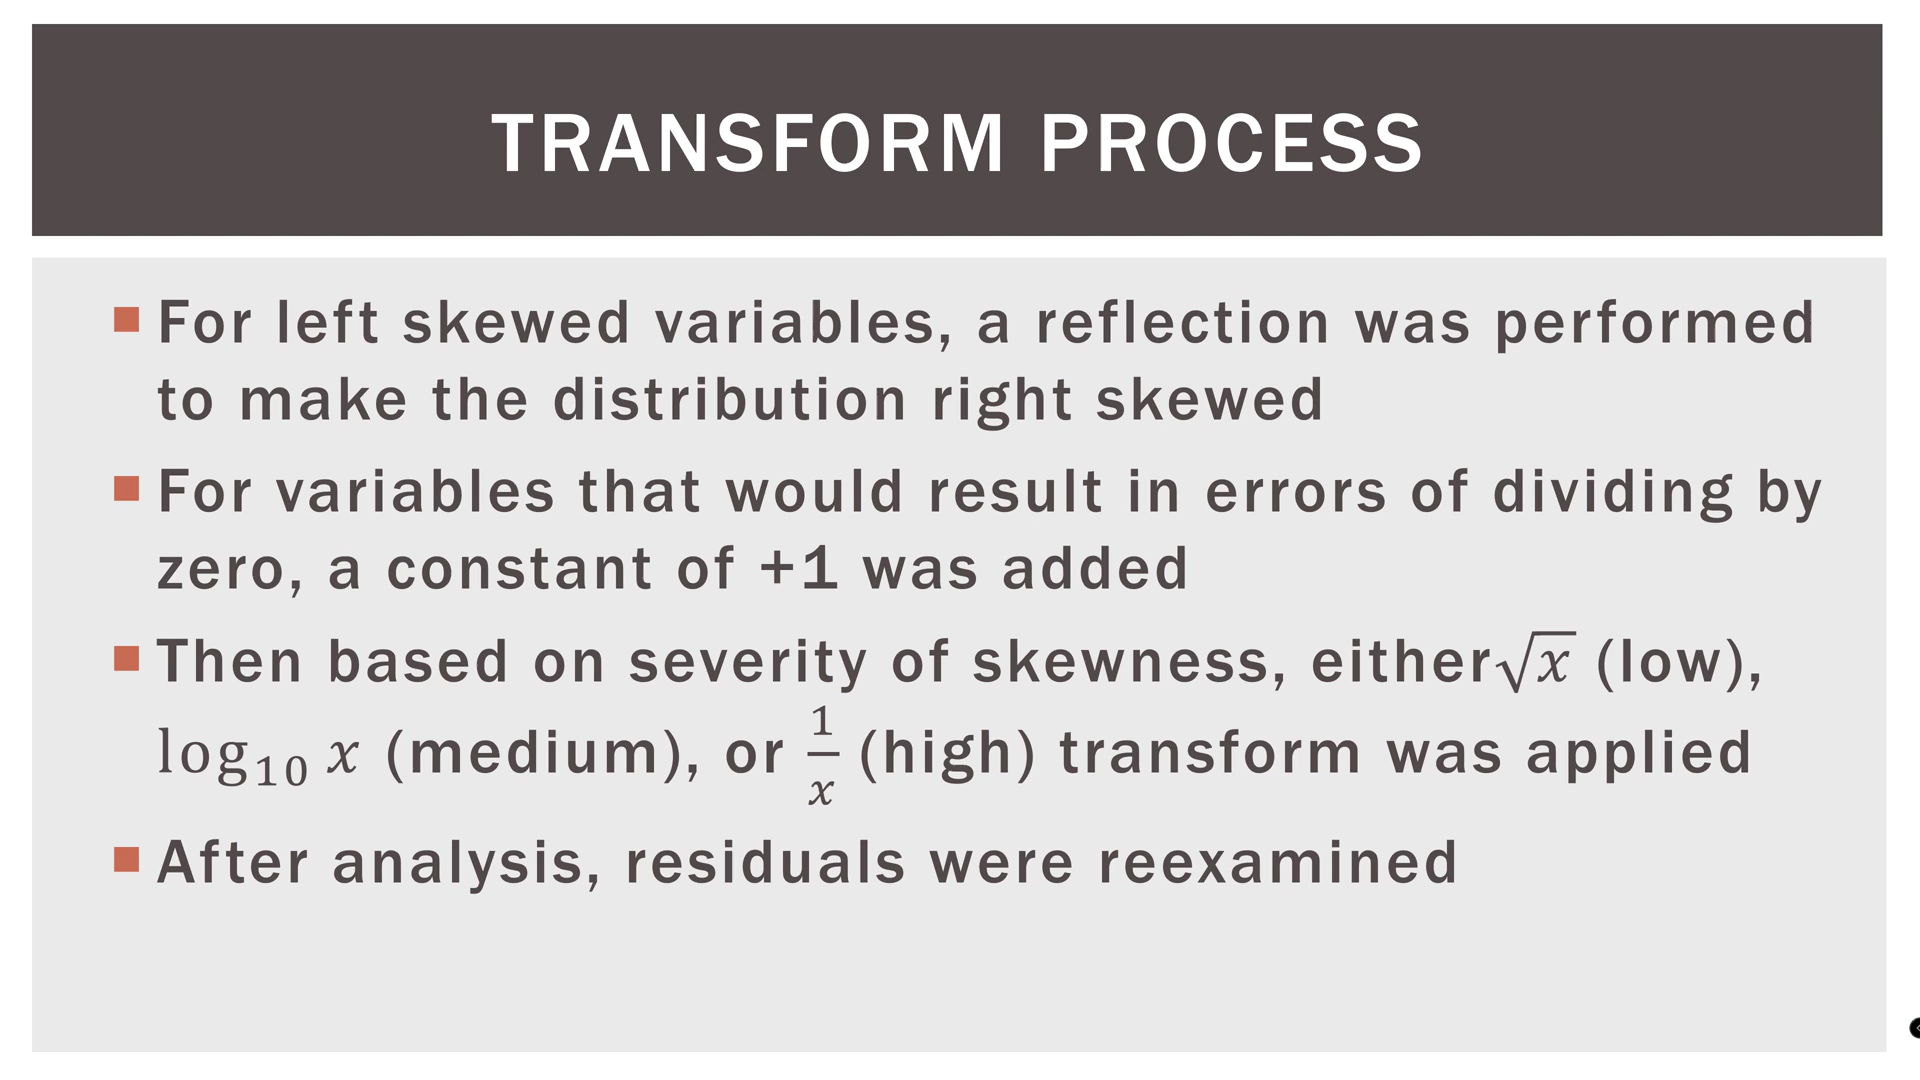 TRANSFORM PROCESS
For left skewed variables, a reflection was performed
to make the distribution right skewed
For variables that would result in errors of dividing by
zero, a constant of +1 was added
Then based on severity of skewness, either √x (low),
log₁₀ x (medium), or 1/x (high) transform was applied
After analysis, residuals were reexamined